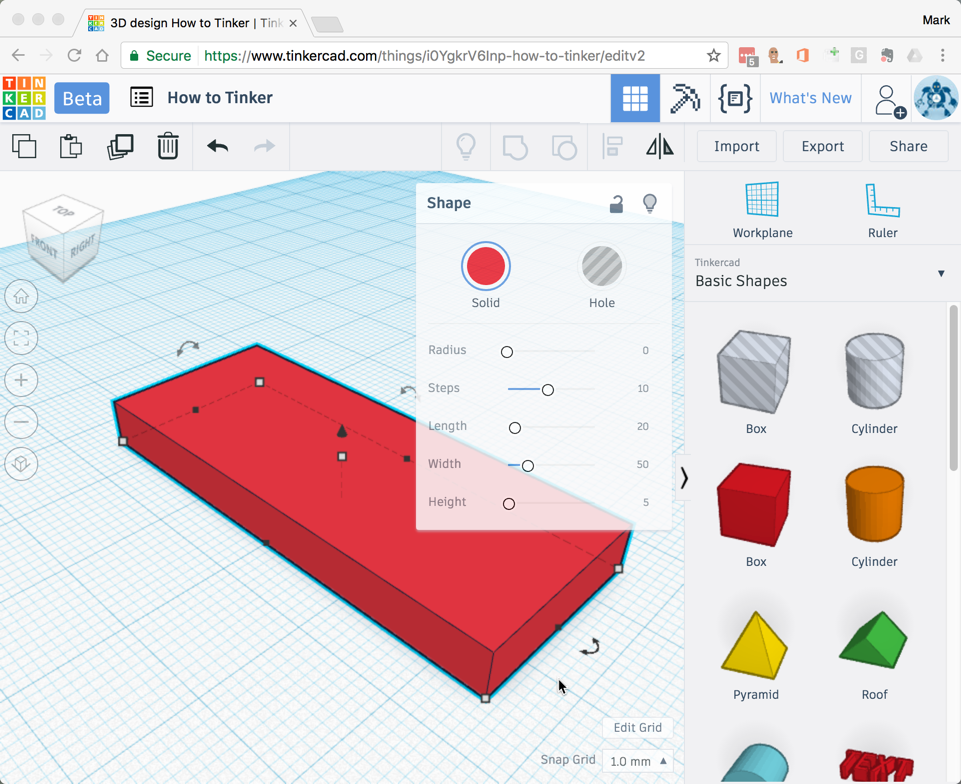 3D design How to Tinker | Tink
Mark
Secure
https://www.tinkercad.com/things/i0YgkrV6Inp-how-to-tinker/editv2
5
G
TIN
KER
CAD
Beta
How to Tinker
What's New
Import
Export
Share
TOP
FRONT
RIGHT
Shape
Solid
Hole
Radius 0
Steps 10
Length 20
Width 50
Height 5
Workplane
Ruler
Tinkercad
Basic Shapes
Box
Cylinder
Box
Cylinder
Pyramid
Roof
TEXT
Edit Grid
Snap Grid 1.0 mm